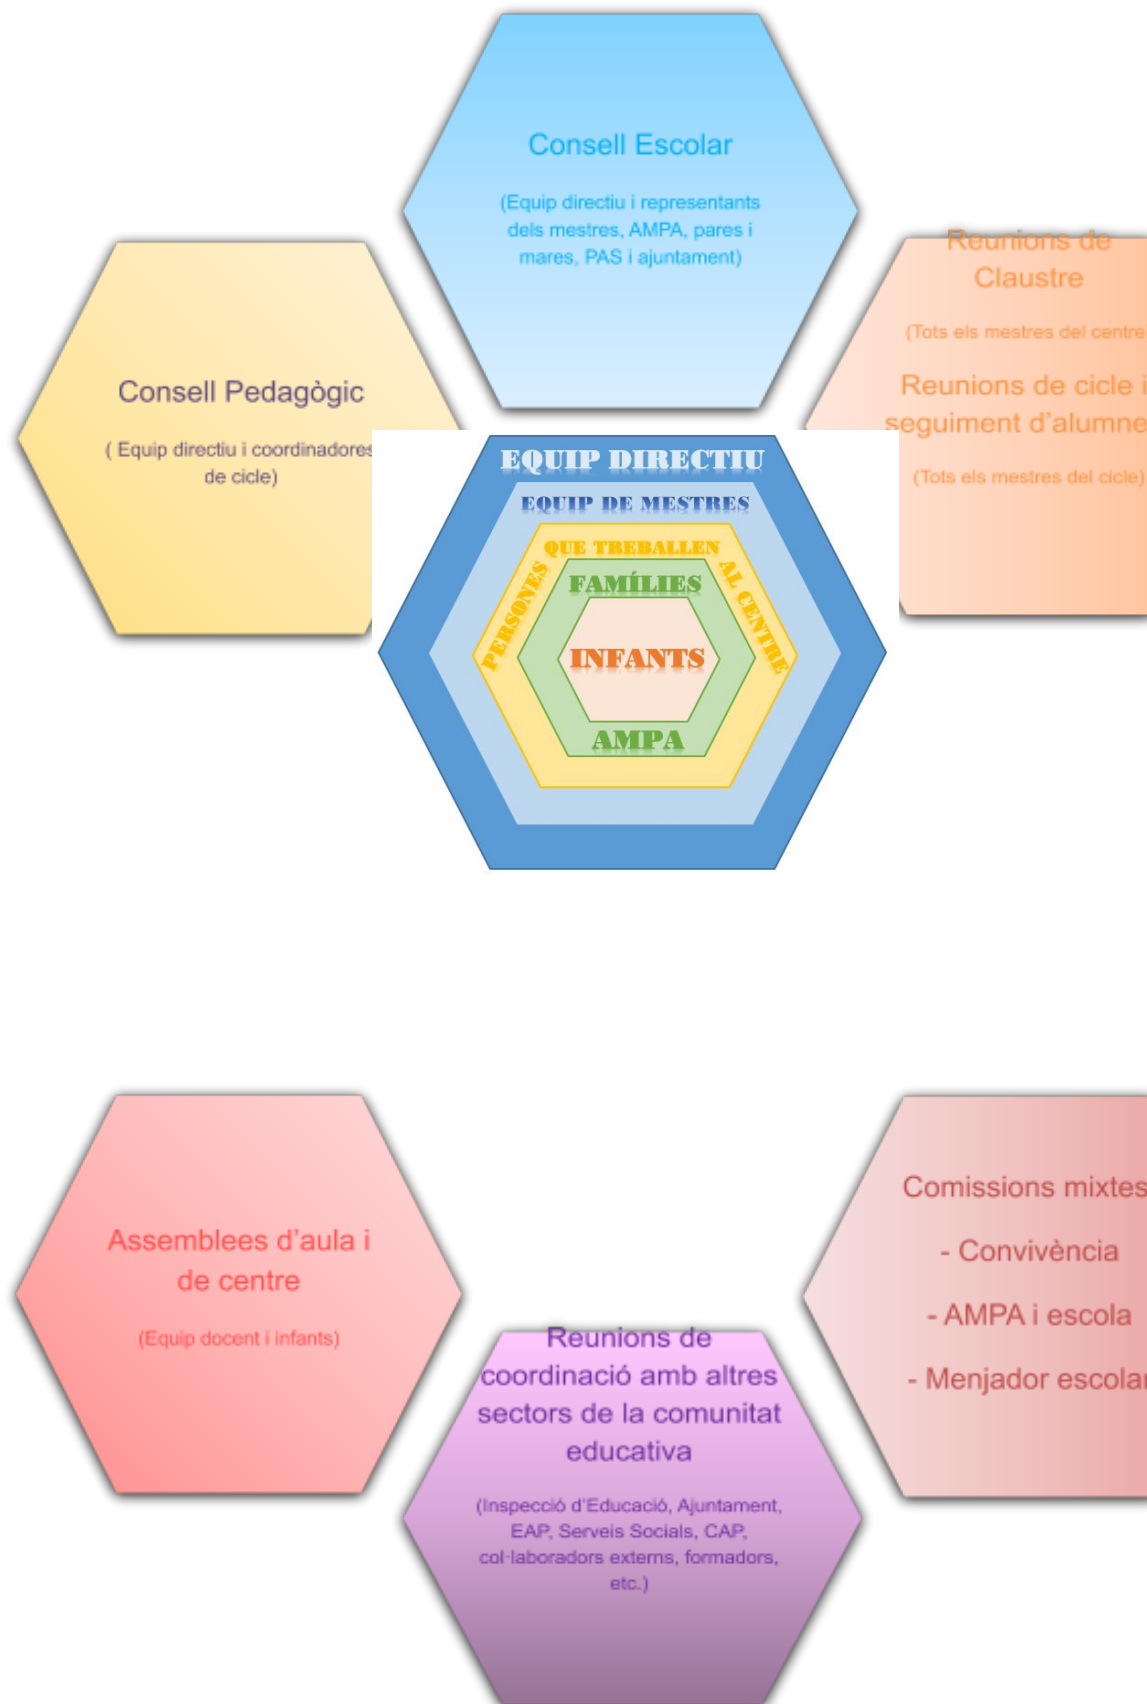 Consell Escolar
(Equip directiu i representants
dels mestres, AMPA, pares i
mares, PAS i ajuntament)
Reunions de
Claustre
(Tots els mestres del centre
Reunions de cicle i
seguiment d'alumne
(Tots els mestres del cicle)
Consell Pedagògic
( Equip directiu i coordinadores
de cicle)
EQUIP DIRECTIU
EQUIP DE MESTRES
PERSONES QUE TREBALLEN AL CENTRE
FAMÍLIES
INFANTS
AMPA
Assemblees d'aula i
de centre
(Equip docent i infants)
Comissions mixtes
- Convivència
- AMPA i escola
- Menjador escolar
Reunions de
coordinació amb altres
sectors de la comunitat
educativa
(Inspecció d'Educació, Ajuntament,
EAP, Serveis Socials, CAP,
col·laboradors externs, formadors,
etc.)